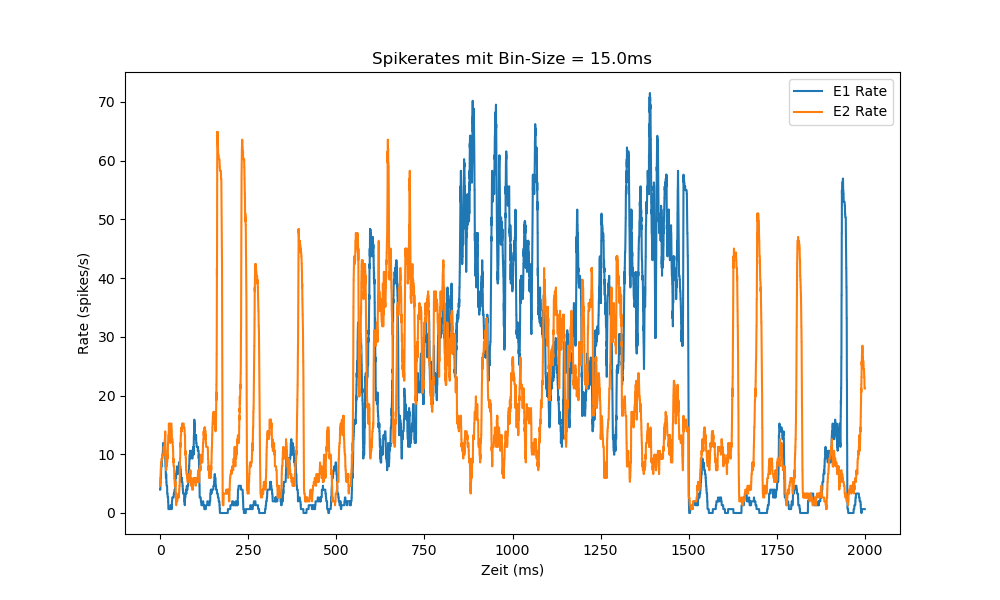 Spikerates mit Bin-Size = 15.0ms
E1 Rate
E2 Rate
70
60
50
40
30
20
10
0
Rate (spikes/s)
0 250 500 750 1000 1250 1500 1750 2000
Zeit (ms)